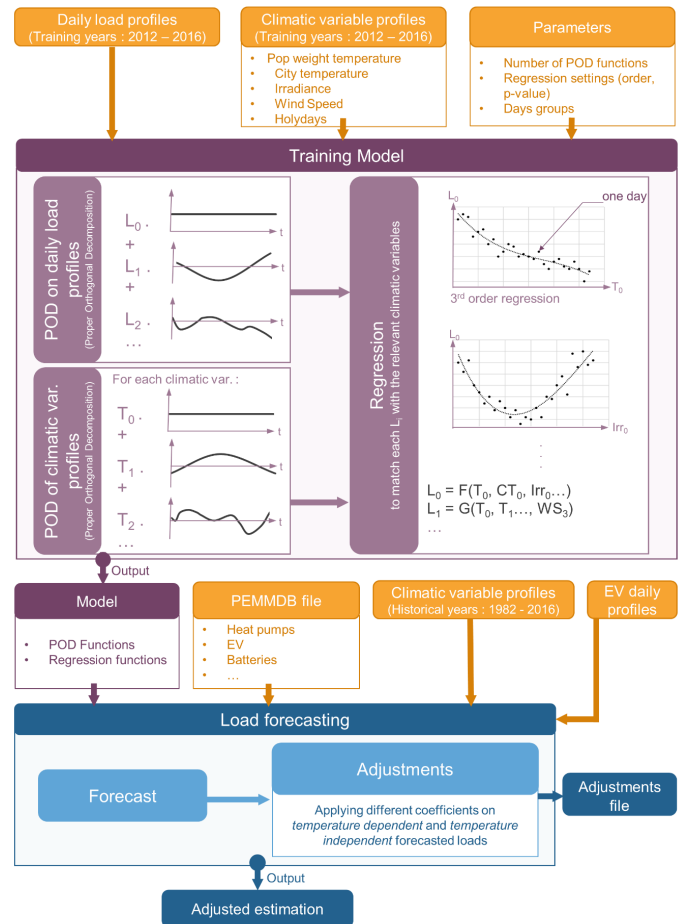 Daily load profiles
(Training years : 2012 – 2016)
Climatic variable profiles
(Training years : 2012 – 2016)
• Pop weight temperature
• City temperature
• Irradiance
• Wind Speed
• Holydays
Parameters
• Number of POD functions
• Regression settings (order,
p-value)
• Days groups
Training Model
POD on daily load
profiles
(Proper Orthogonal Decomposition)
L0 ·
t
+
L1 ·
t
+
L2 ·
t
...
POD of climatic var.
profiles
(Proper Orthogonal Decomposition)
For each climatic var. :
T0 ·
t
+
T1 ·
t
+
T2 ·
t
...
Regression
to match each Li with the relevant climatic variables
L0
one day
T0
3rd order regression
L0
Irr0
.
.
.
L0 = F(T0, CT0, Irr0...)
L1 = G(T0, T1..., WS3)
...
Output
Model
• POD Functions
• Regression functions
PEMMDB file
• Heat pumps
• EV
• Batteries
• ...
Climatic variable profiles
(Historical years : 1982 - 2016)
EV daily
profiles
Load forecasting
Forecast
Adjustments
Applying different coefficients on
temperature dependent and temperature
independent forecasted loads
Adjustments
file
Output
Adjusted estimation